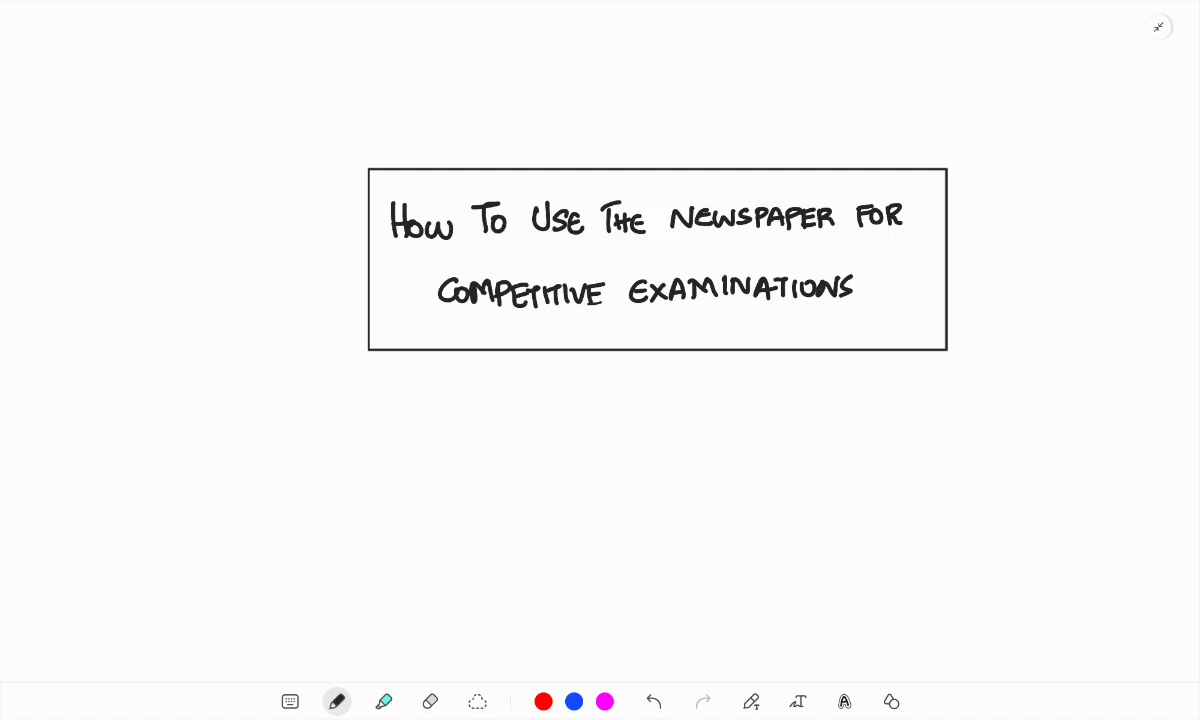 HOW TO USE THE NEWSPAPER FOR
COMPETITIVE EXAMINATIONS